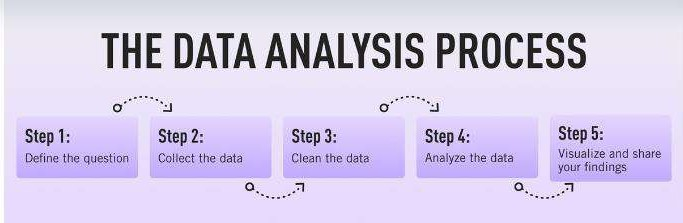 THE DATA ANALYSIS PROCESS
Step 1:
Define the question
Step 2:
Collect the data
Step 3:
Clean the data
Step 4:
Analyze the data
Step 5:
Visualize and share
your findings